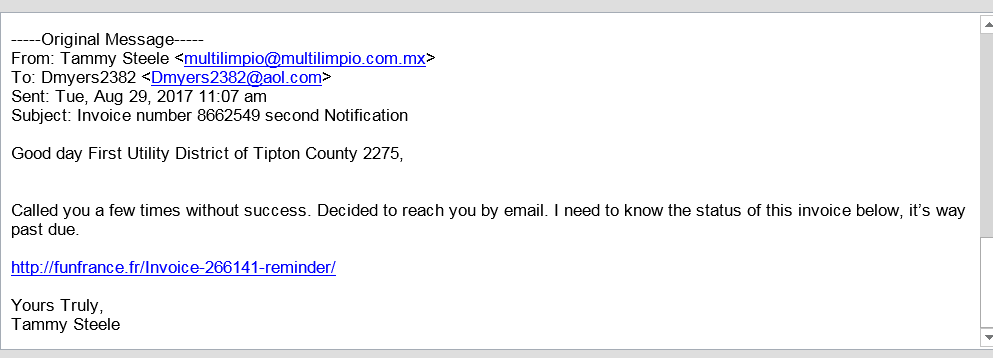 -----Original Message-----
From: Tammy Steele <multilimpio@multilimpio.com.mx>
To: Dmyers2382 <Dmyers2382@aol.com>
Sent: Tue, Aug 29, 2017 11:07 am
Subject: Invoice number 8662549 second Notification
Good day First Utility District of Tipton County 2275,
Called you a few times without success. Decided to reach you by email. I need to know the status of this invoice below, it’s way
past due.
http://funfrance.fr/Invoice-266141-reminder/
Yours Truly,
Tammy Steele